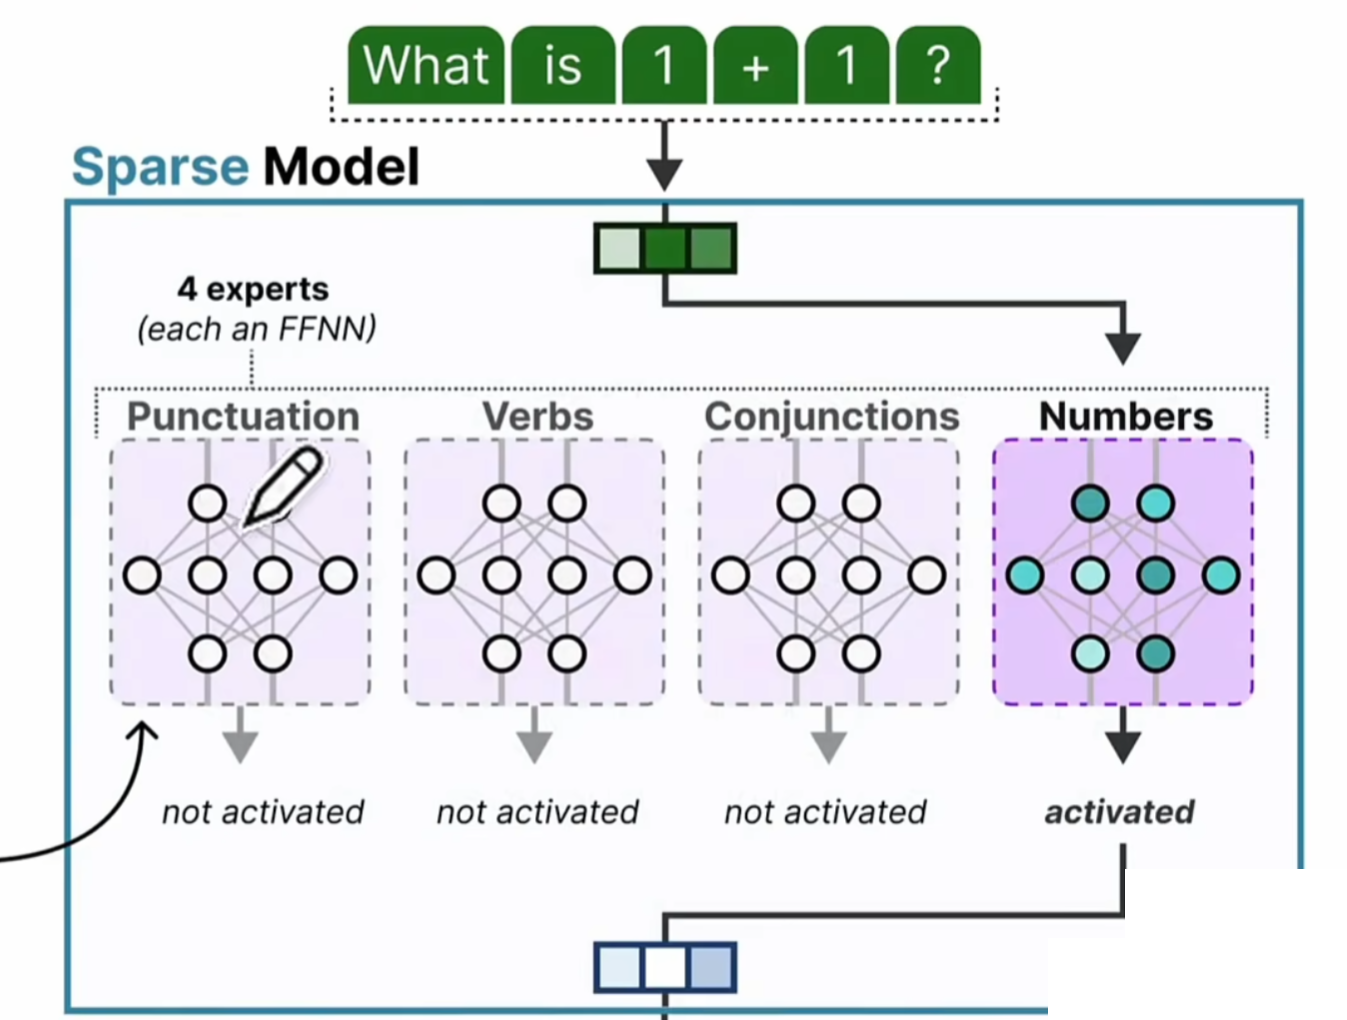 What is 1 + 1 ?
Sparse Model
4 experts
(each an FFNN)
Punctuation Verbs Conjunctions Numbers
not activated not activated not activated activated